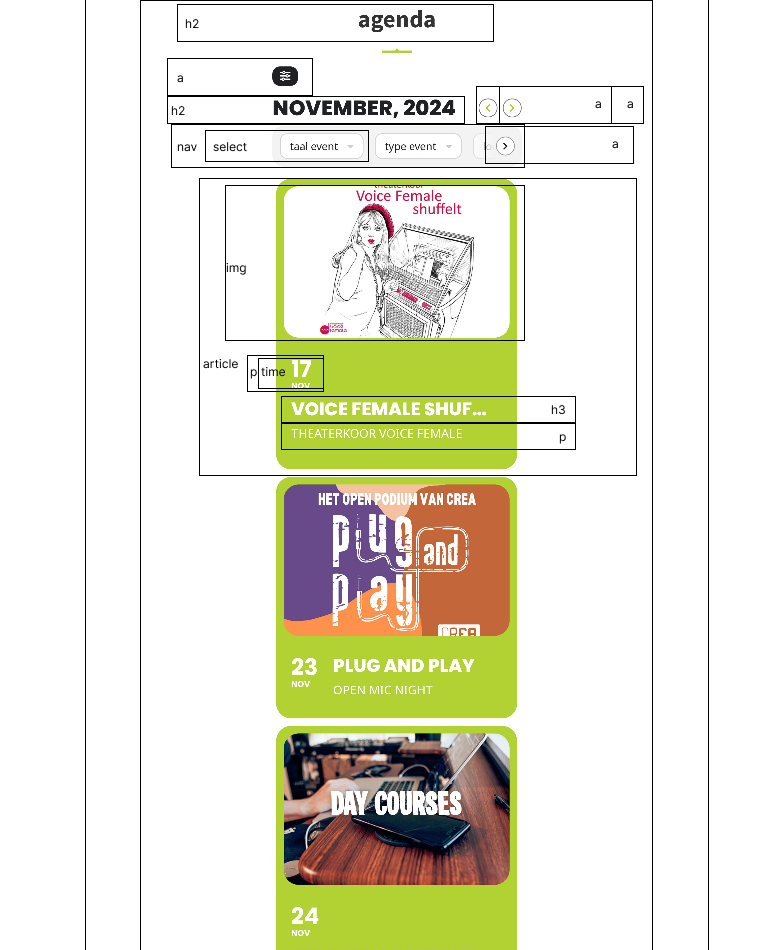 h2
agenda
a
h2
NOVEMBER, 2024
a
a
nav
select
taal event
type event
a
theaterkoor
Voice Female
shuffelt
img
article
p
time
17
NOV
VOICE FEMALE SHUF...
h3
THEATERKOOR VOICE FEMALE
p
HET OPEN PODIUM VAN CREA
plug and
play
CREA
23
NOV
PLUG AND PLAY
OPEN MIC NIGHT
DAY COURSES
24
NOV